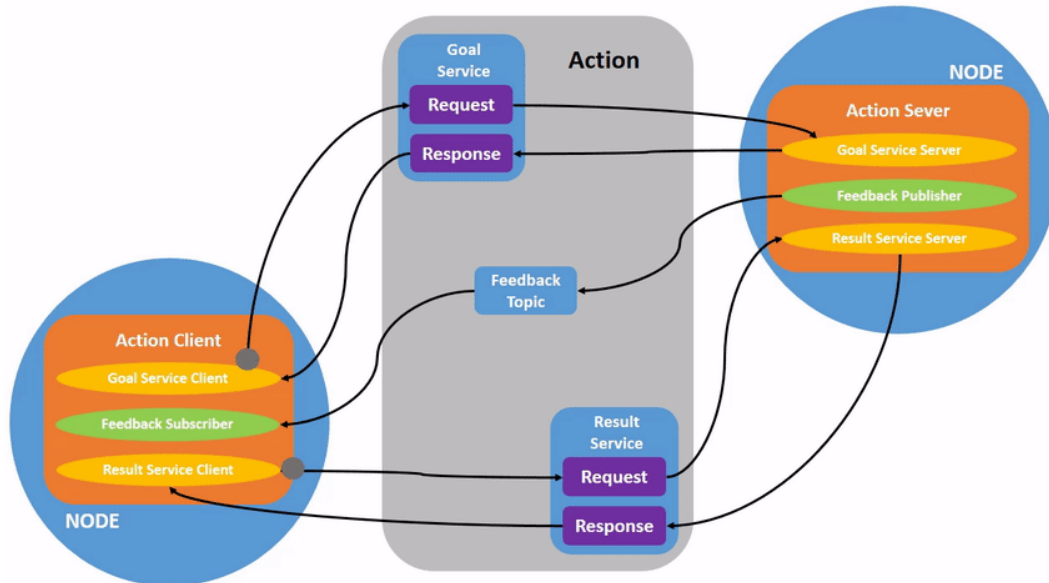 Goal
Service
Request
Response
Action
NODE
Action Sever
Goal Service Server
Feedback Publisher
Result Service Server
Feedback
Topic
Action Client
Goal Service Client
Feedback Subscriber
Result Service Client
NODE
Result
Service
Request
Response